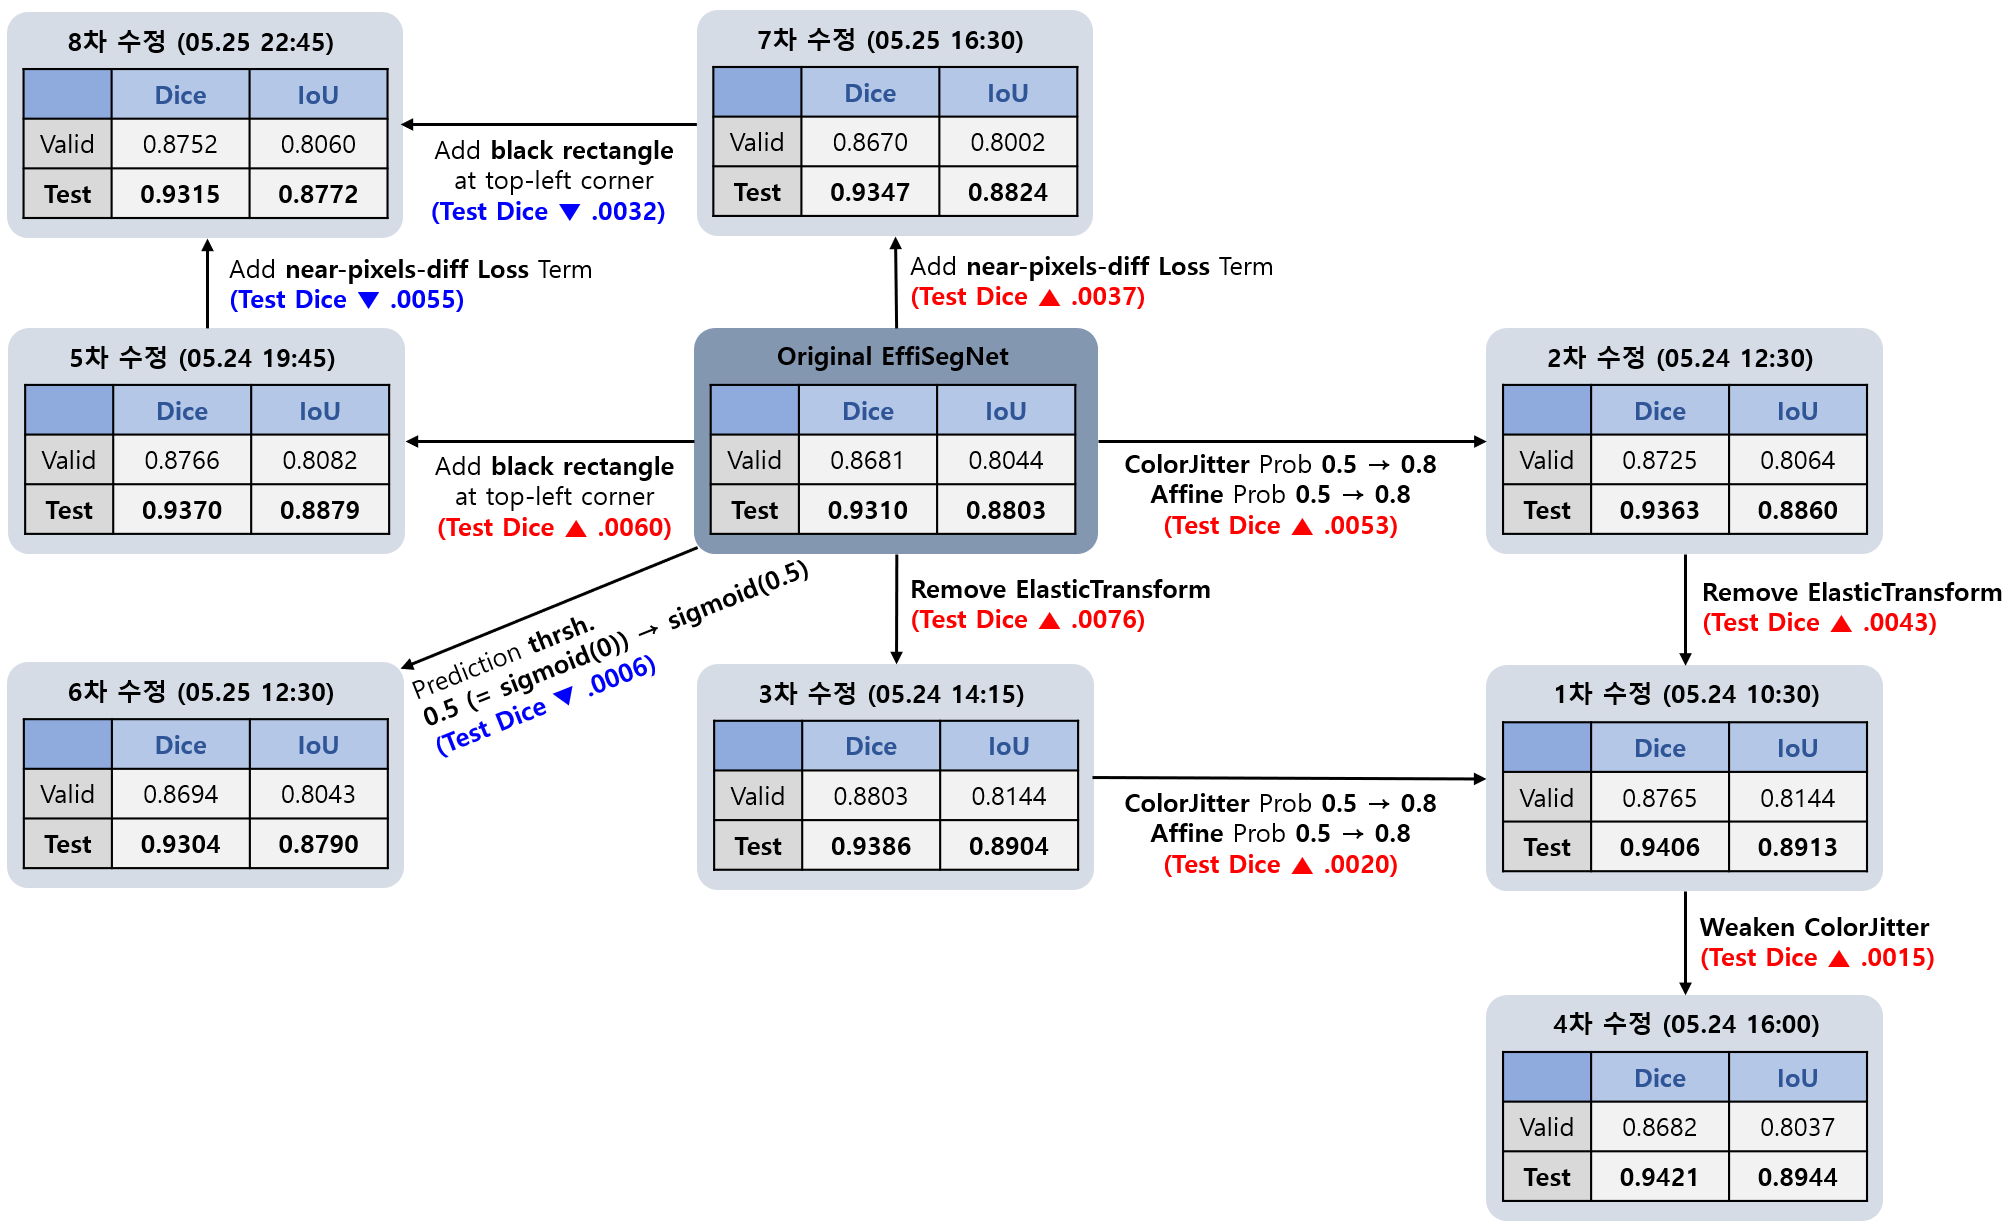 8차 수정 (05.25 22:45)
Dice IoU
Valid 0.8752 0.8060
Test 0.9315 0.8772
Add black rectangle
at top-left corner
(Test Dice ▼ .0032)
7차 수정 (05.25 16:30)
Dice IoU
Valid 0.8670 0.8002
Test 0.9347 0.8824
Add near-pixels-diff Loss Term
(Test Dice ▼ .0055)
Add near-pixels-diff Loss Term
(Test Dice ▲ .0037)
5차 수정 (05.24 19:45)
Dice IoU
Valid 0.8766 0.8082
Test 0.9370 0.8879
Add black rectangle
at top-left corner
(Test Dice ▲ .0060)
Original EffiSegNet
Dice IoU
Valid 0.8681 0.8044
Test 0.9310 0.8803
ColorJitter Prob 0.5 → 0.8
Affine Prob 0.5 → 0.8
(Test Dice ▲ .0053)
2차 수정 (05.24 12:30)
Dice IoU
Valid 0.8725 0.8064
Test 0.9363 0.8860
Prediction thrsh.
0.5 (= sigmoid(0)) → sigmoid(0.5)
(Test Dice ▼ .0006)
Remove ElasticTransform
(Test Dice ▲ .0076)
Remove ElasticTransform
(Test Dice ▲ .0043)
6차 수정 (05.25 12:30)
Dice IoU
Valid 0.8694 0.8043
Test 0.9304 0.8790
3차 수정 (05.24 14:15)
Dice IoU
Valid 0.8803 0.8144
Test 0.9386 0.8904
ColorJitter Prob 0.5 → 0.8
Affine Prob 0.5 → 0.8
(Test Dice ▲ .0020)
1차 수정 (05.24 10:30)
Dice IoU
Valid 0.8765 0.8144
Test 0.9406 0.8913
Weaken ColorJitter
(Test Dice ▲ .0015)
4차 수정 (05.24 16:00)
Dice IoU
Valid 0.8682 0.8037
Test 0.9421 0.8944